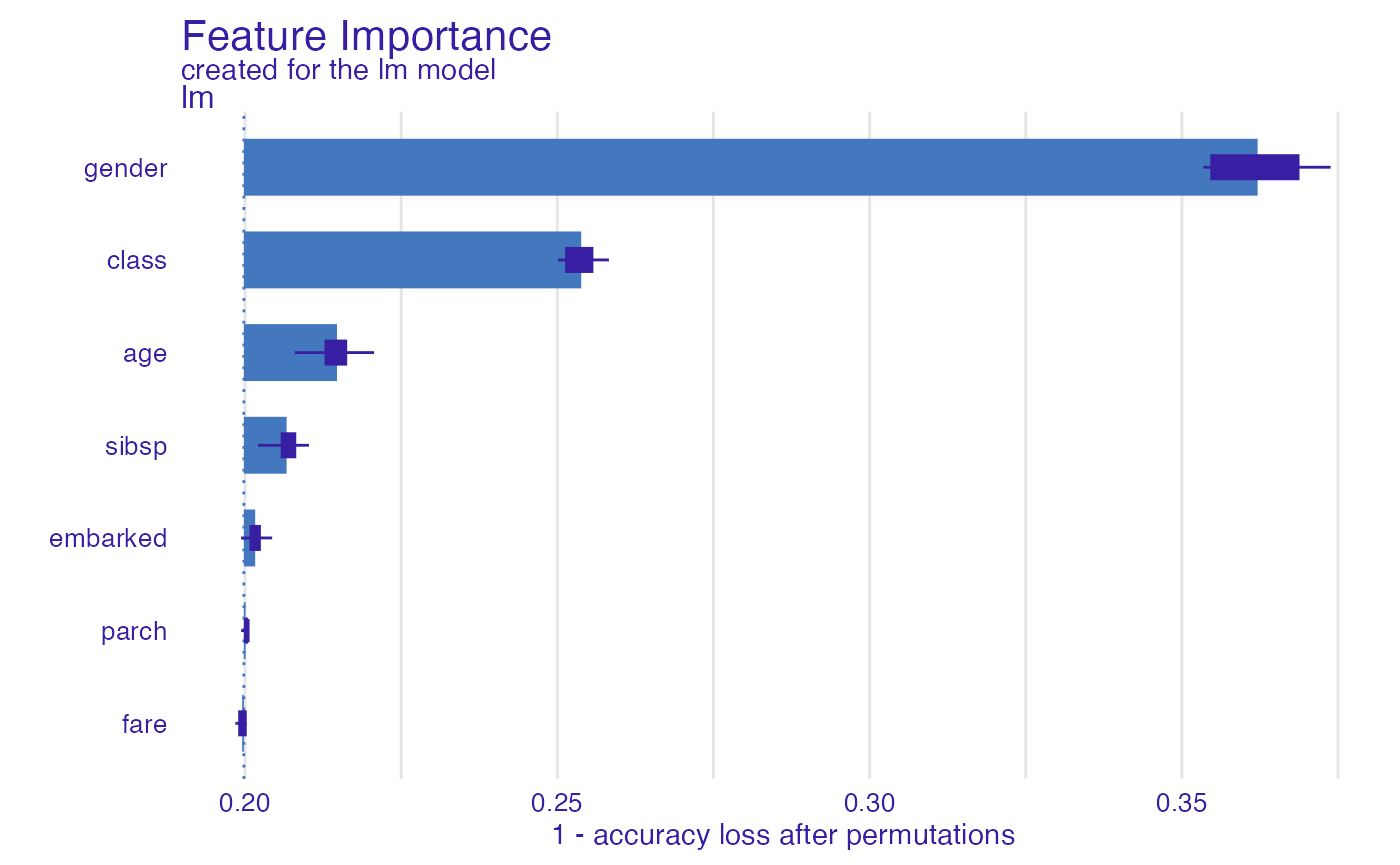 Feature Importance
created for the lm model
lm
gender
class
age
sibsp
embarked
parch
fare
0.20 0.25 0.30 0.35
1 - accuracy loss after permutations